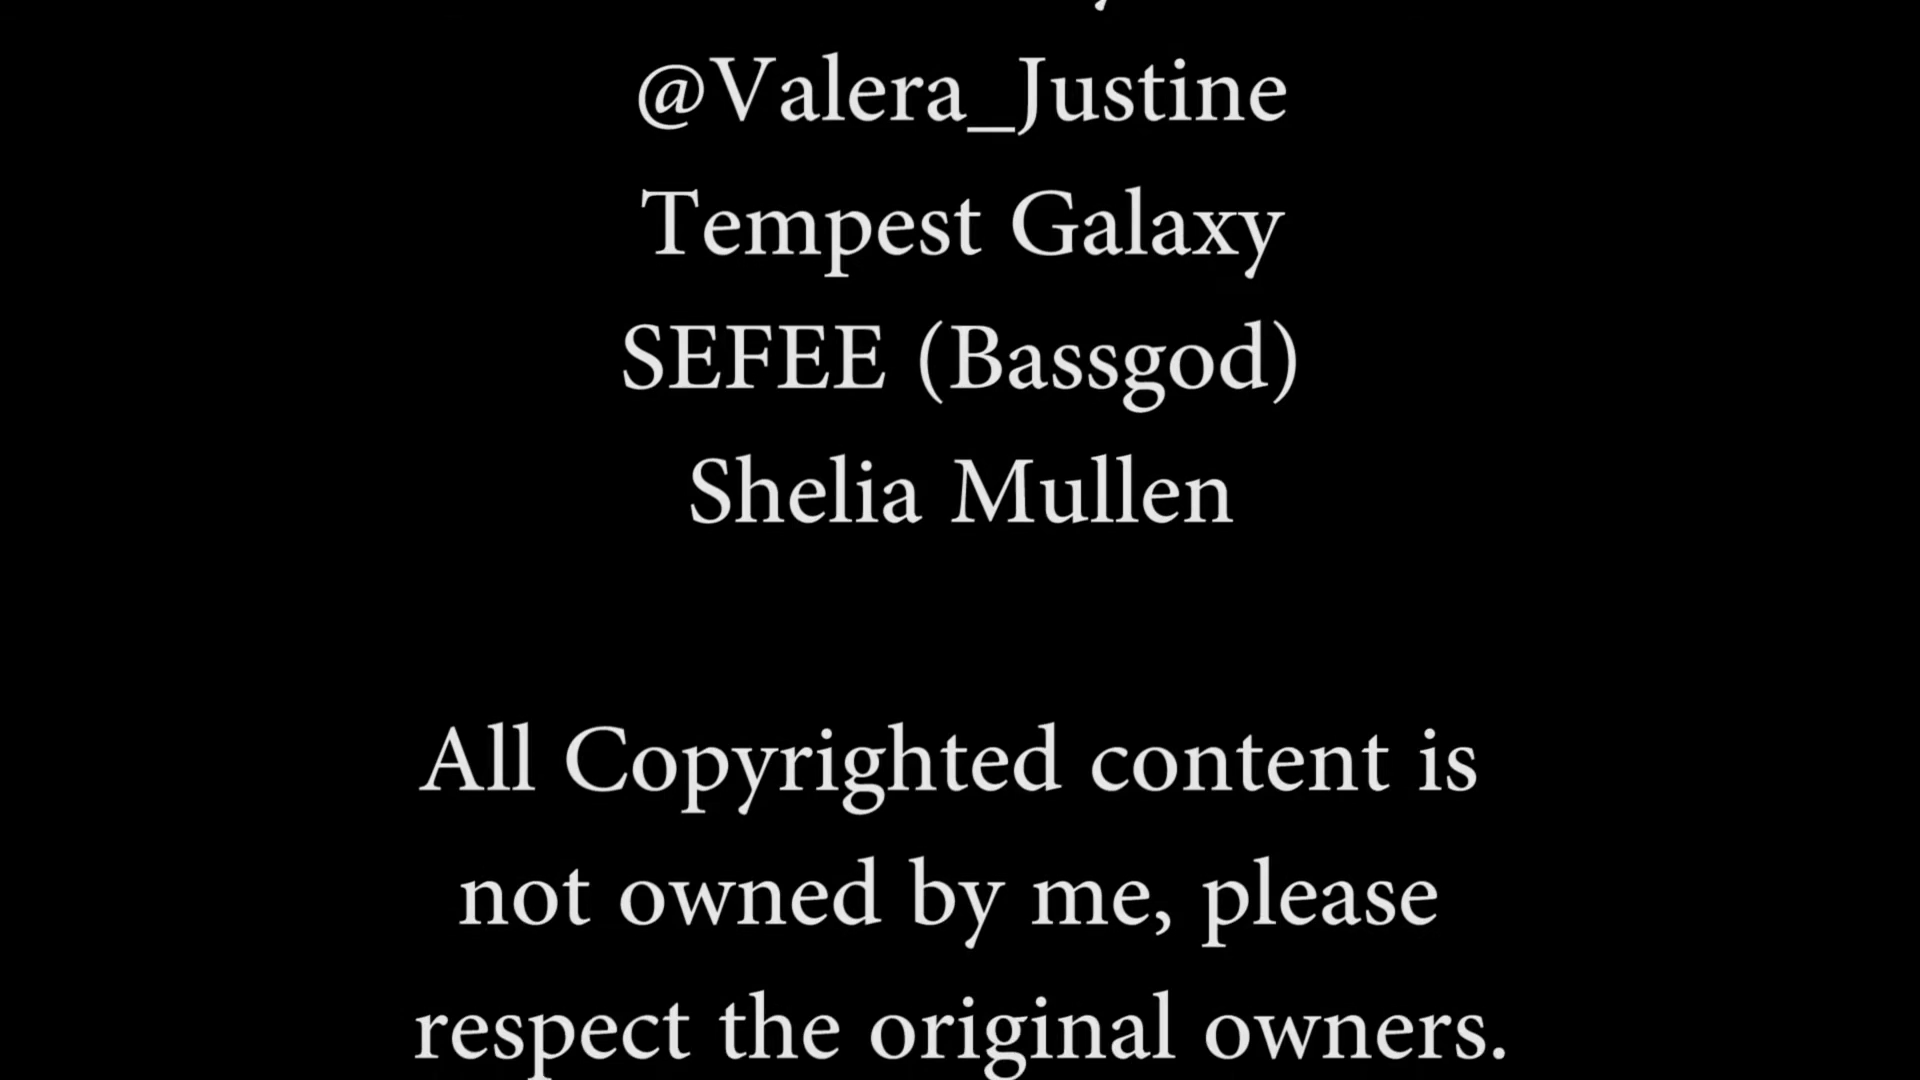 @Valera_Justine
Tempest Galaxy
SEFEE (Bassgod)
Shelia Mullen
All Copyrighted content is
not owned by me, please
respect the original owners.